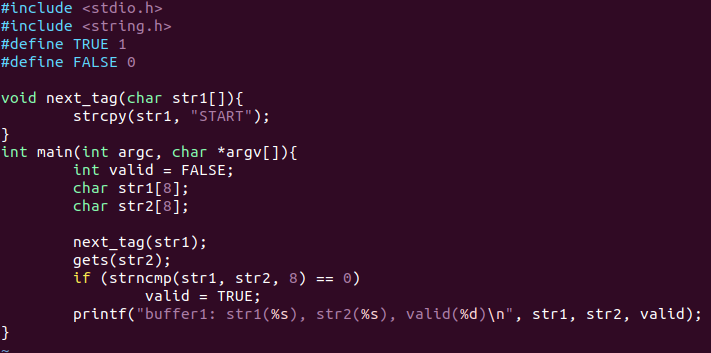 #include <stdio.h>
#include <string.h>
#define TRUE 1
#define FALSE 0

void next_tag(char str1[]){
        strcpy(str1, "START");
}
int main(int argc, char *argv[]){
        int valid = FALSE;
        char str1[8];
        char str2[8];

        next_tag(str1);
        gets(str2);
        if (strncmp(str1, str2, 8) == 0)
                valid = TRUE;
        printf("buffer1: str1(%s), str2(%s), valid(%d)\n", str1, str2, valid);
}
~